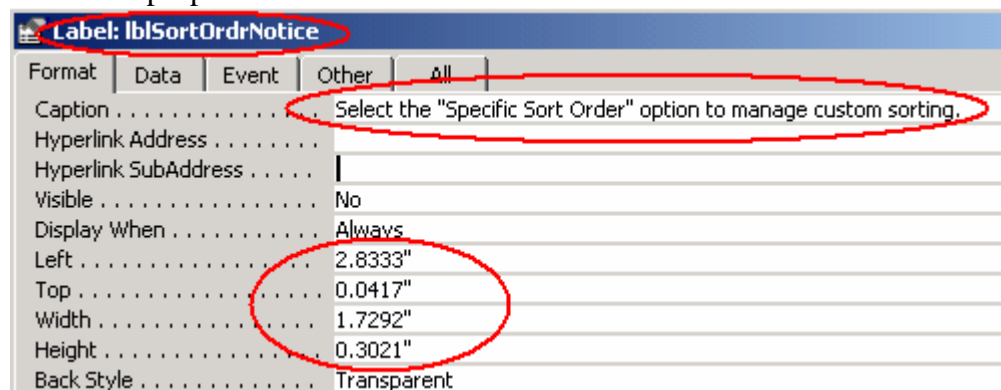 Label: lblSortOrdrNotice
Format Data Event Other All
Caption . . . . . . . . . . . . . . . Select the "Specific Sort Order" option to manage custom sorting.
Hyperlink Address . . . . . . . .
Hyperlink SubAddress . . . . .
Visible . . . . . . . . . . . . . . . . No
Display When . . . . . . . . . . . Always
Left . . . . . . . . . . . . . . . . . . 2.8333"
Top . . . . . . . . . . . . . . . . . . 0.0417"
Width . . . . . . . . . . . . . . . . 1.7292"
Height . . . . . . . . . . . . . . . . 0.3021"
Back Style . . . . . . . . . . . . . Transparent